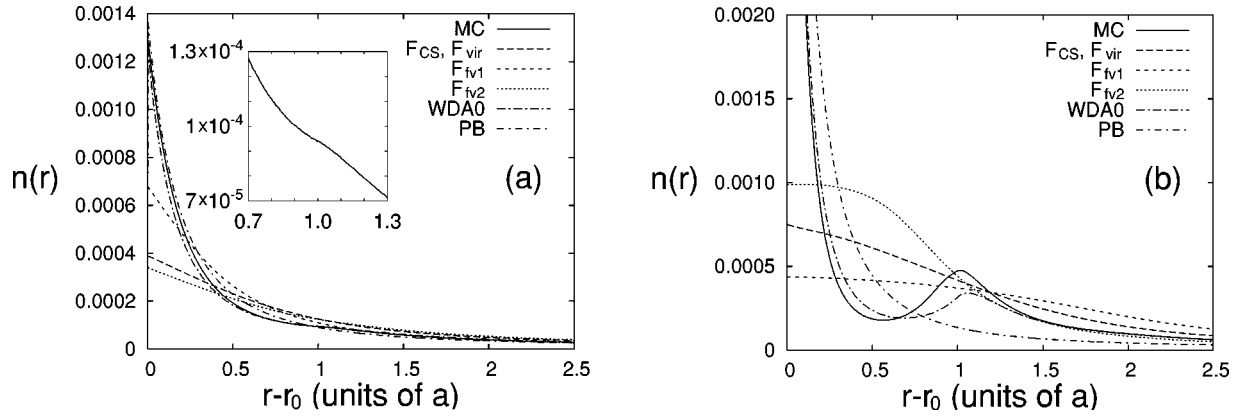 0.0014
0.0012
0.0010
0.0008
0.0006
0.0004
0.0002
0
n(r)
MC
F_CS, F_vir
F_fv1
F_fv2
WDA0
PB
1.3×10⁻⁴
1×10⁻⁴
7×10⁻⁵
0.7 1.0 1.3
(a)
0 0.5 1 1.5 2 2.5
r-r₀ (units of a)
0.0020
0.0015
0.0010
0.0005
0
n(r)
MC
F_CS, F_vir
F_fv1
F_fv2
WDA0
PB
(b)
0 0.5 1 1.5 2 2.5
r-r₀ (units of a)